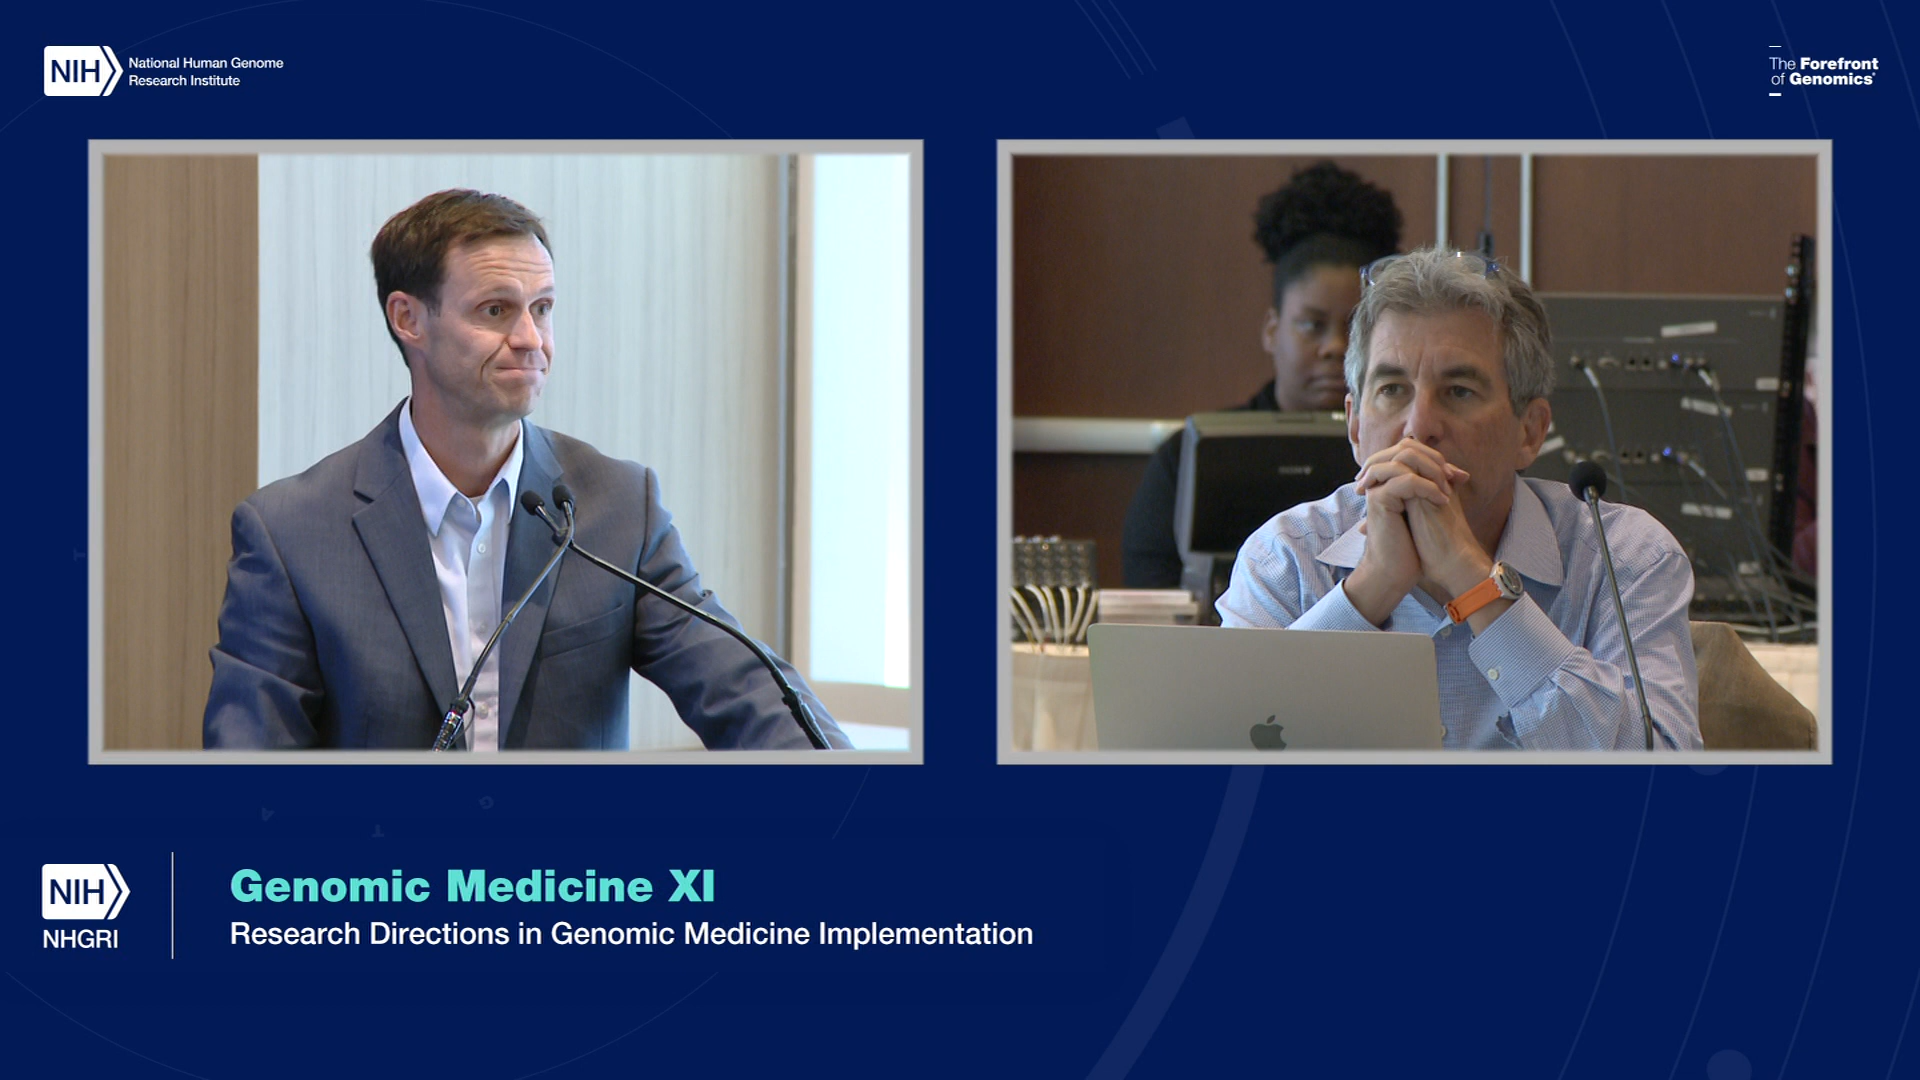 NIH National Human Genome
Research Institute
The Forefront
of Genomics®
SONY
NIH
NHGRI
Genomic Medicine XI
Research Directions in Genomic Medicine Implementation